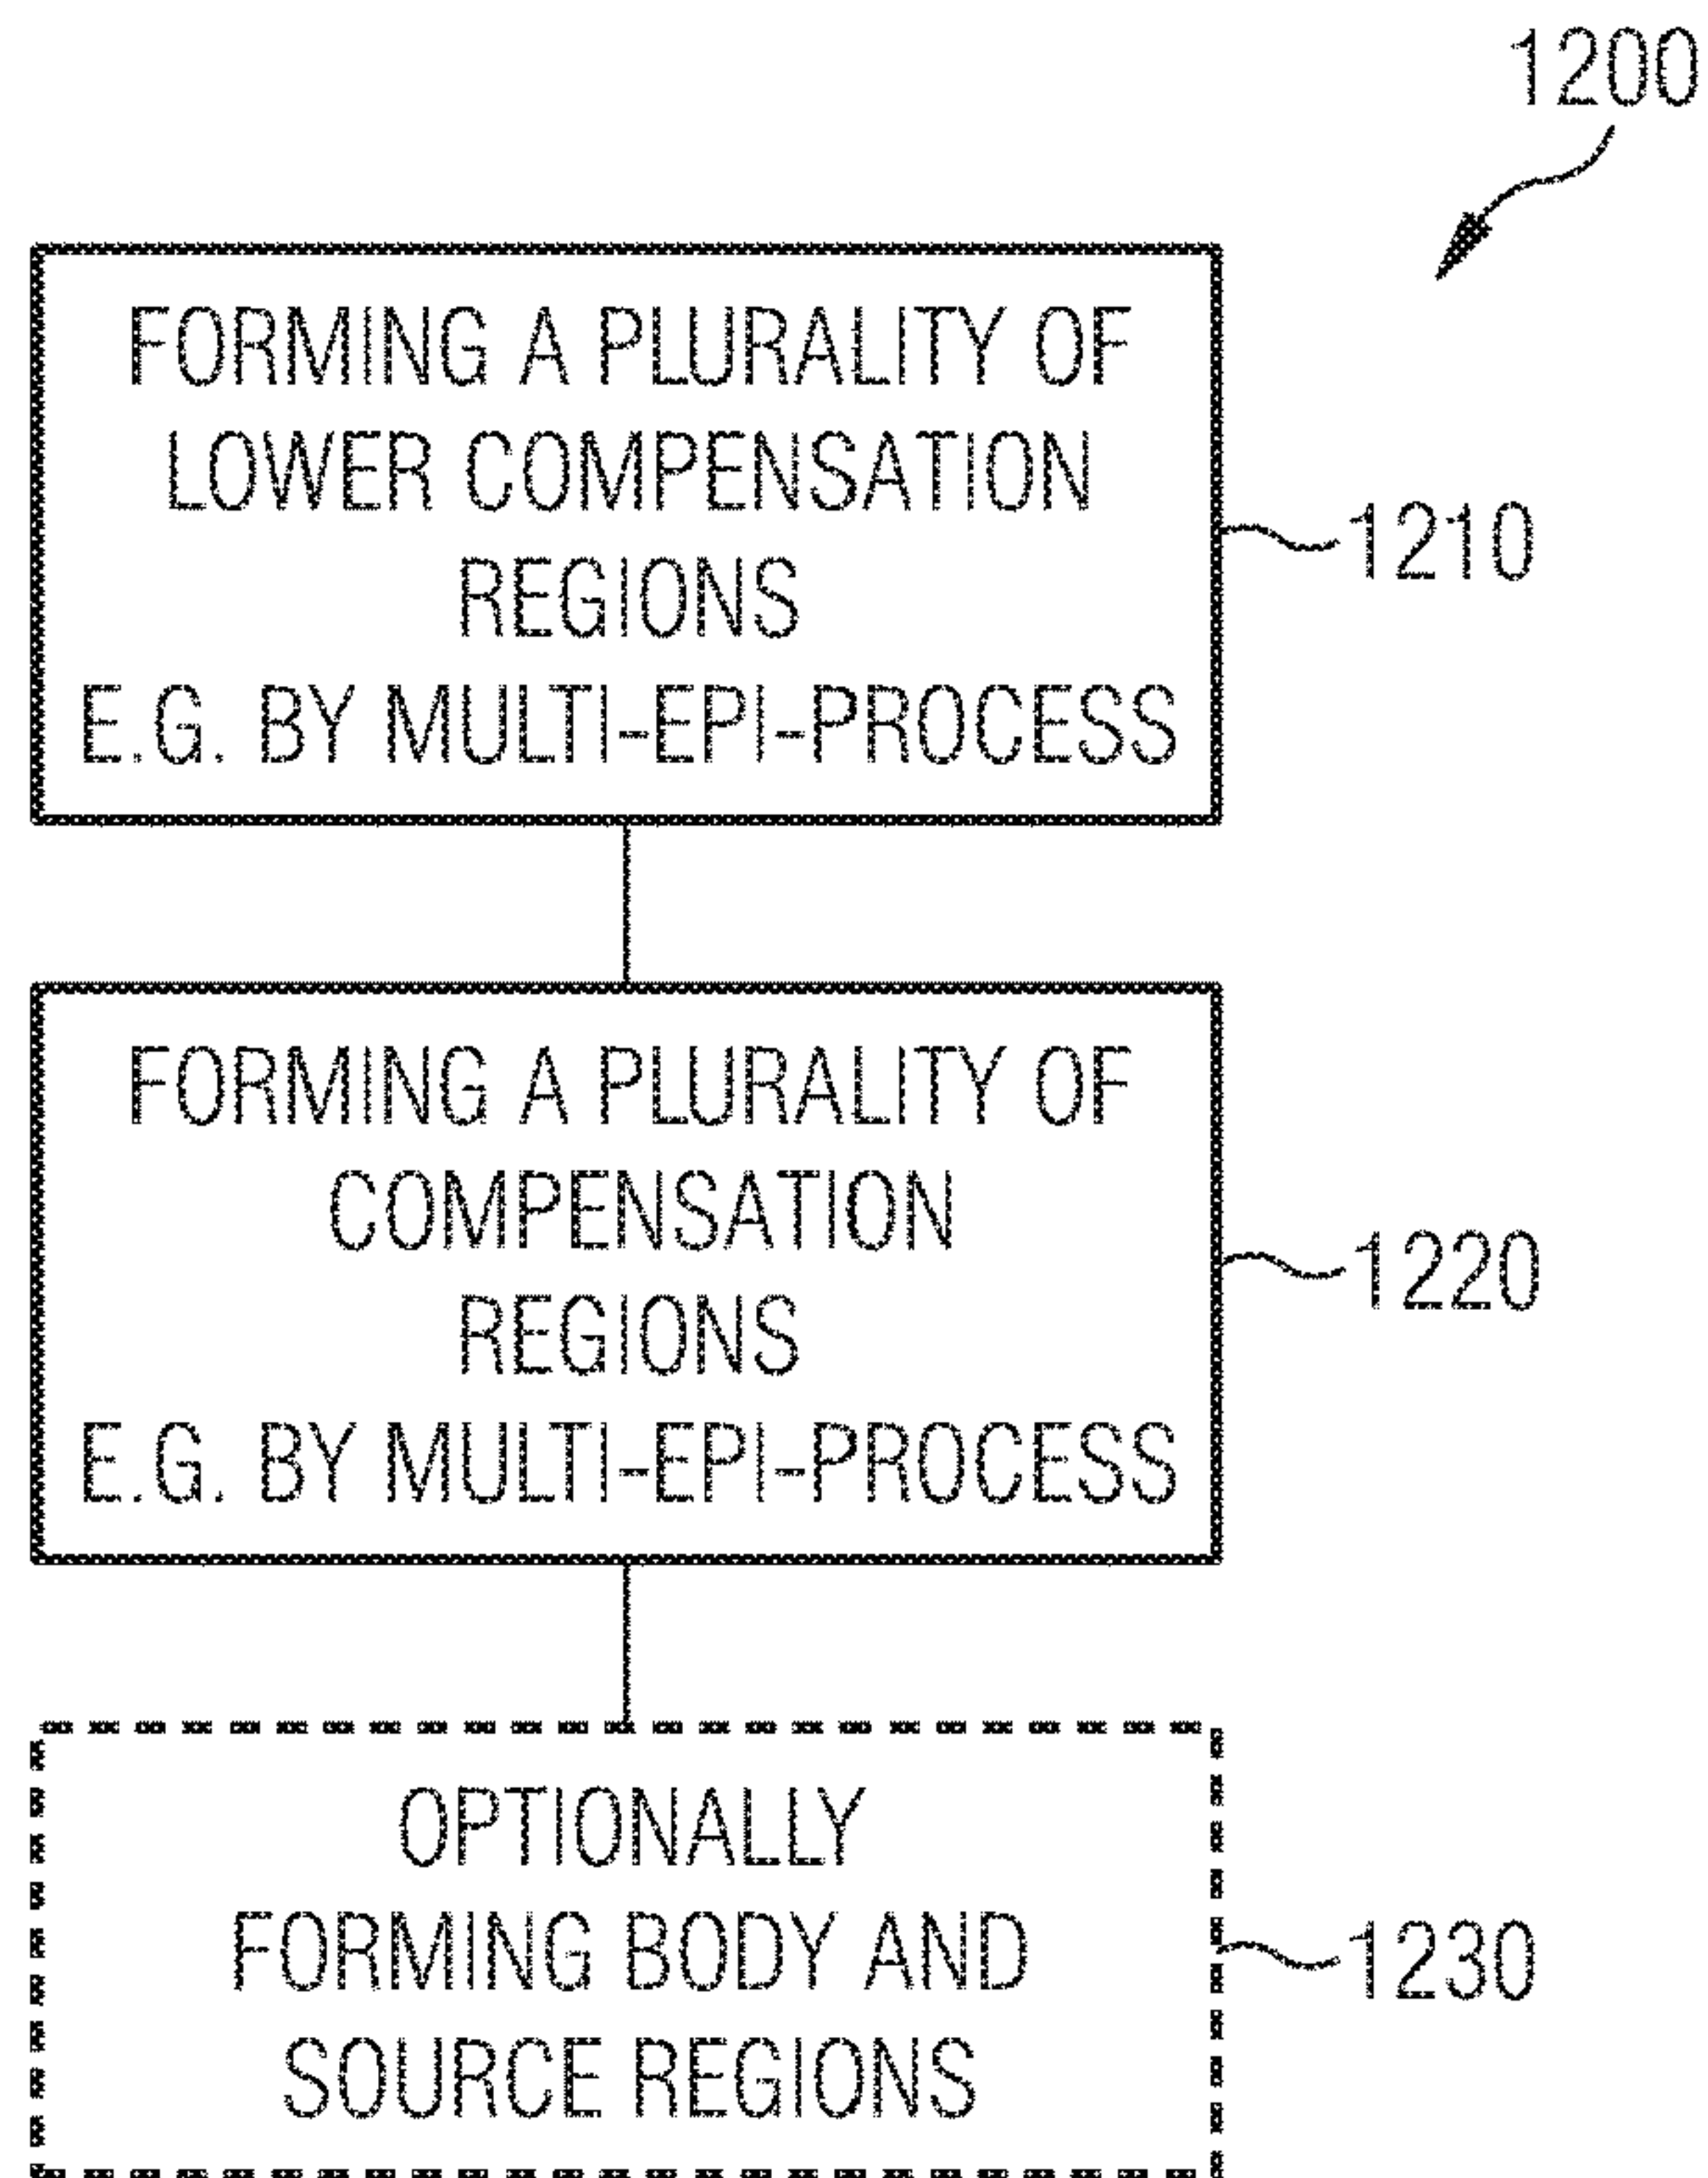 1200
FORMING A PLURALITY OF
LOWER COMPENSATION
REGIONS
E.G. BY MULTI-EPI-PROCESS
1210
FORMING A PLURALITY OF
COMPENSATION
REGIONS
E.G. BY MULTI-EPI-PROCESS
1220
OPTIONALLY
FORMING BODY AND
SOURCE REGIONS
1230